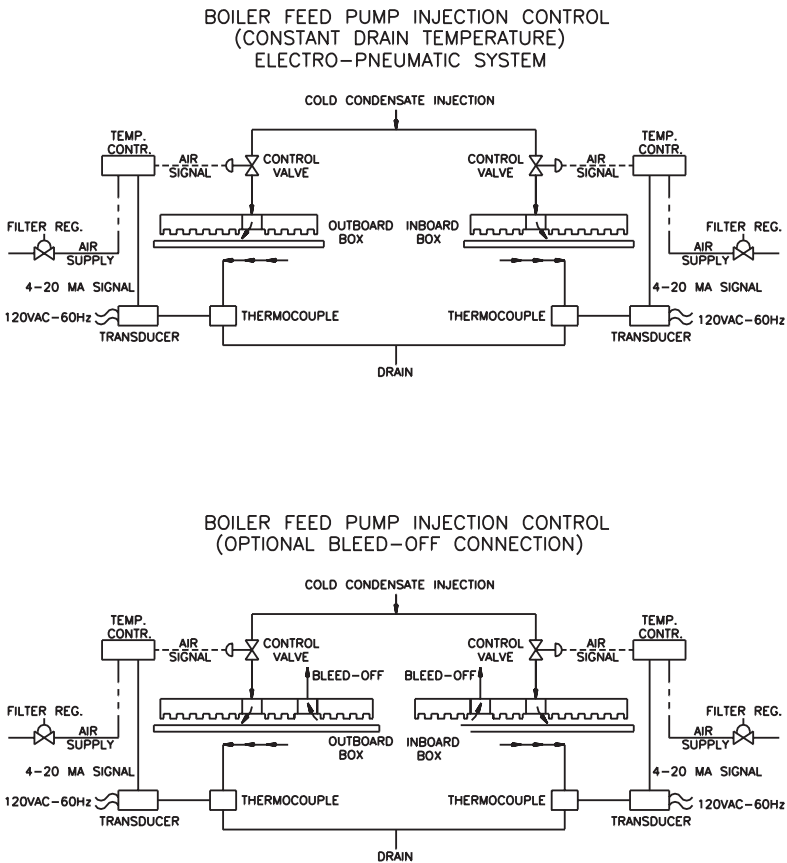 BOILER FEED PUMP INJECTION CONTROL
(CONSTANT DRAIN TEMPERATURE)
ELECTRO-PNEUMATIC SYSTEM
COLD CONDENSATE INJECTION
TEMP.
CONTR.
AIR
SIGNAL
CONTROL
VALVE
CONTROL
VALVE
AIR
SIGNAL
TEMP.
CONTR.
FILTER REG.
AIR
SUPPLY
OUTBOARD
BOX
INBOARD
BOX
AIR
SUPPLY
FILTER REG.
4-20 MA SIGNAL
4-20 MA SIGNAL
120VAC-60Hz
TRANSDUCER
THERMOCOUPLE
THERMOCOUPLE
TRANSDUCER
120VAC-60Hz
DRAIN
BOILER FEED PUMP INJECTION CONTROL
(OPTIONAL BLEED-OFF CONNECTION)
COLD CONDENSATE INJECTION
TEMP.
CONTR.
AIR
SIGNAL
CONTROL
VALVE
CONTROL
VALVE
AIR
SIGNAL
TEMP.
CONTR.
BLEED-OFF
BLEED-OFF
FILTER REG.
AIR
SUPPLY
OUTBOARD
BOX
INBOARD
BOX
AIR
SUPPLY
FILTER REG.
4-20 MA SIGNAL
4-20 MA SIGNAL
120VAC-60Hz
TRANSDUCER
THERMOCOUPLE
THERMOCOUPLE
TRANSDUCER
120VAC-60Hz
DRAIN